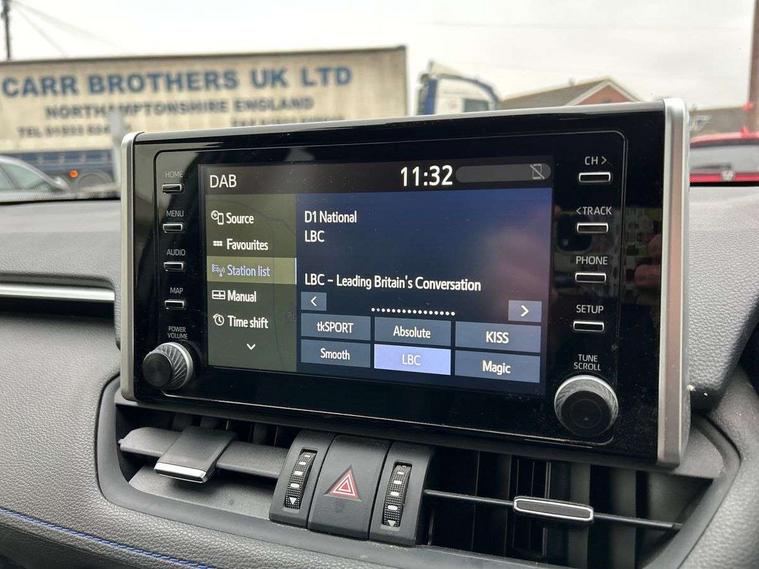 CARR BROTHERS UK LTD
NORTHAMPTONSHIRE ENGLAND
TEL 01933
DAB
11:32
Source
Favourites
Station list
Manual
Time shift
D1 National
LBC
LBC – Leading Britain's Conversation
<
>
tkSPORT
Absolute
KISS
Smooth
LBC
Magic
HOME
MENU
AUDIO
MAP
POWER
VOLUME
CH >
< TRACK
PHONE
SETUP
TUNE
SCROLL